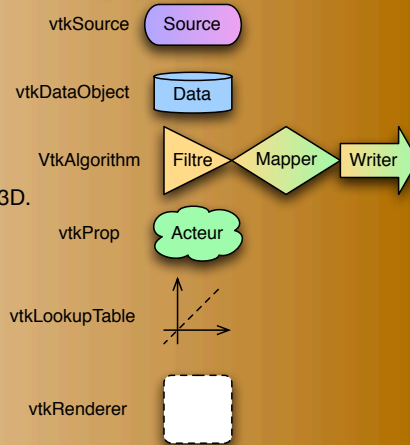 vtkSource Source
vtkDataObject Data
VtkAlgorithm Filtre Mapper Writer
3D.
vtkProp Acteur
vtkLookupTable
vtkRenderer